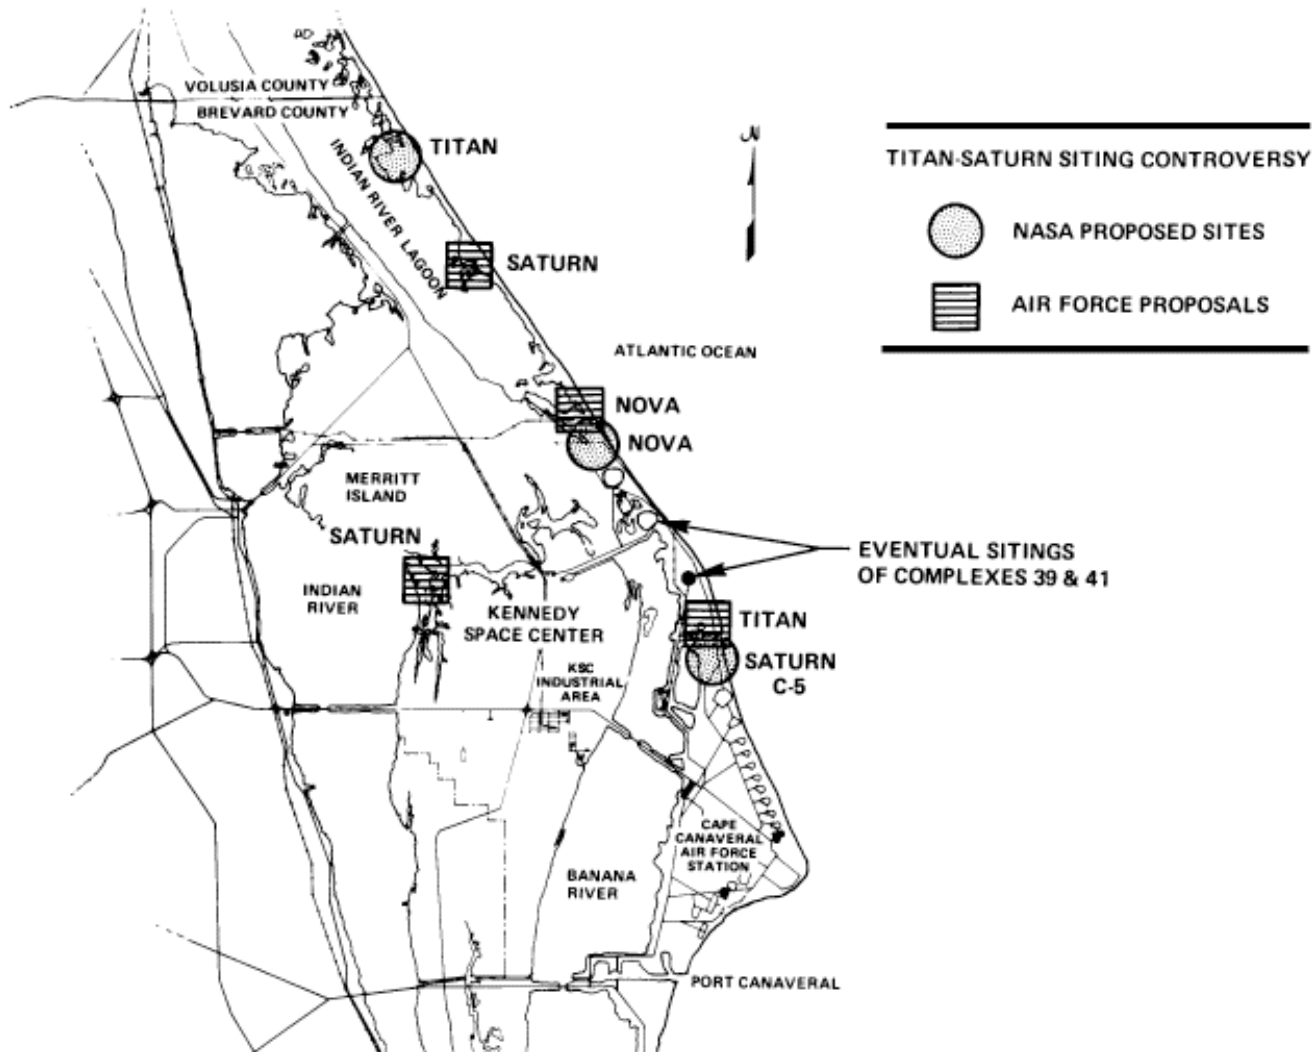 VOLUSIA COUNTY
BREVARD COUNTY
TITAN
INDIAN RIVER LAGOON
SATURN
N
TITAN-SATURN SITING CONTROVERSY
NASA PROPOSED SITES
AIR FORCE PROPOSALS
ATLANTIC OCEAN
NOVA
NOVA
MERRITT
ISLAND
SATURN
INDIAN
RIVER
KENNEDY
SPACE CENTER
EVENTUAL SITINGS
OF COMPLEXES 39 & 41
TITAN
SATURN
C-5
KSC
INDUSTRIAL
AREA
CAPE
CANAVERAL
AIR FORCE
STATION
BANANA
RIVER
PORT CANAVERAL